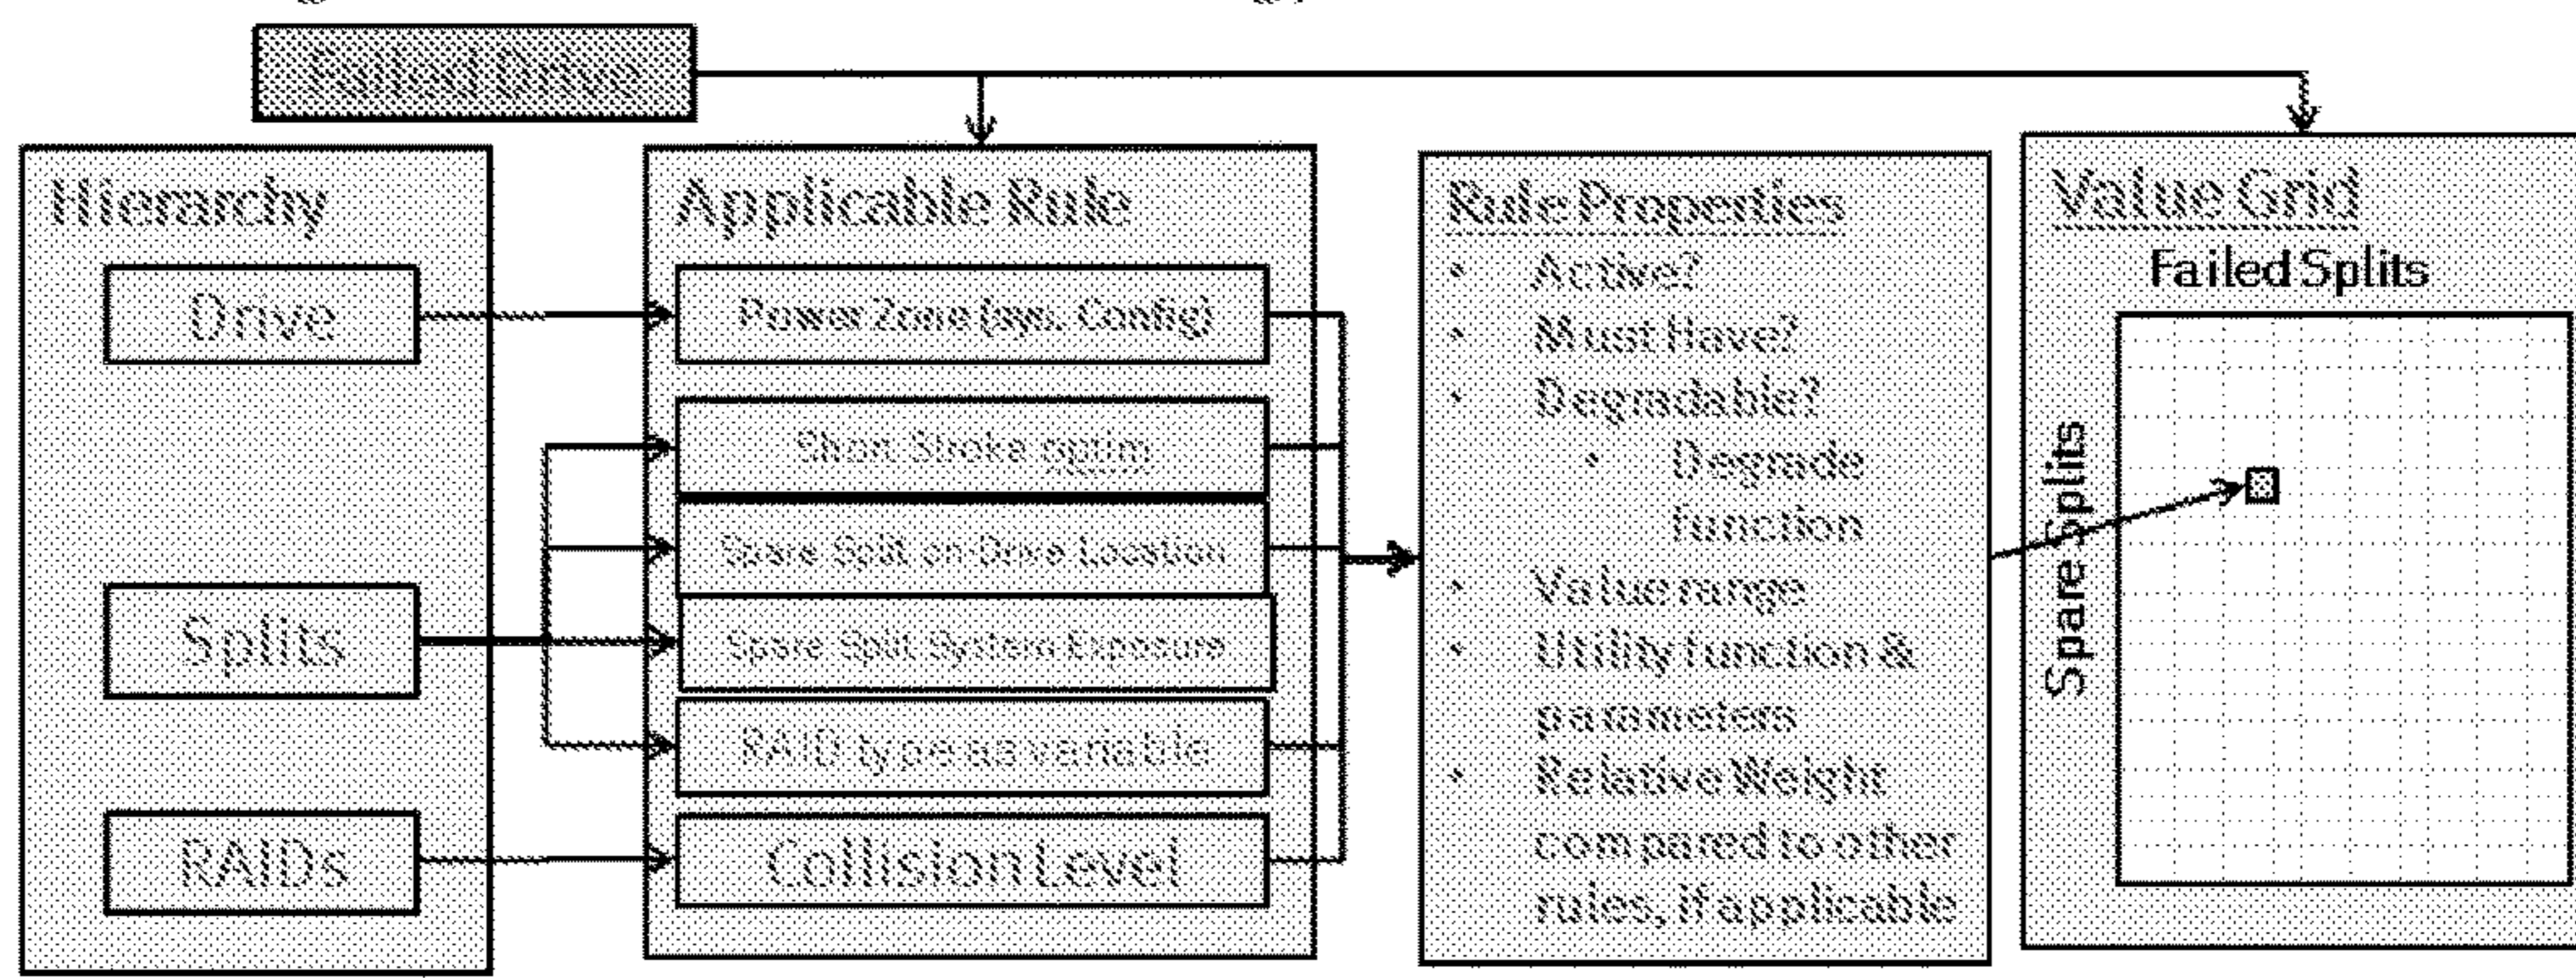 Failed Drive
Hierarchy
Drive
Splits
RAIDs
Applicable Rule
Power Zone (sys. Config)
Short Stroke optim
Spare Split on-Drive Location
Spare Split System Exposure
RAID type as variable
Collision Level
Rule Properties
• Active?
• Must Have?
• Degradable?
• Degrade
function
• Value range
• Utility function &
parameters
• Relative Weight
compared to other
rules, if applicable
Value Grid
Failed Splits
Spare Splits